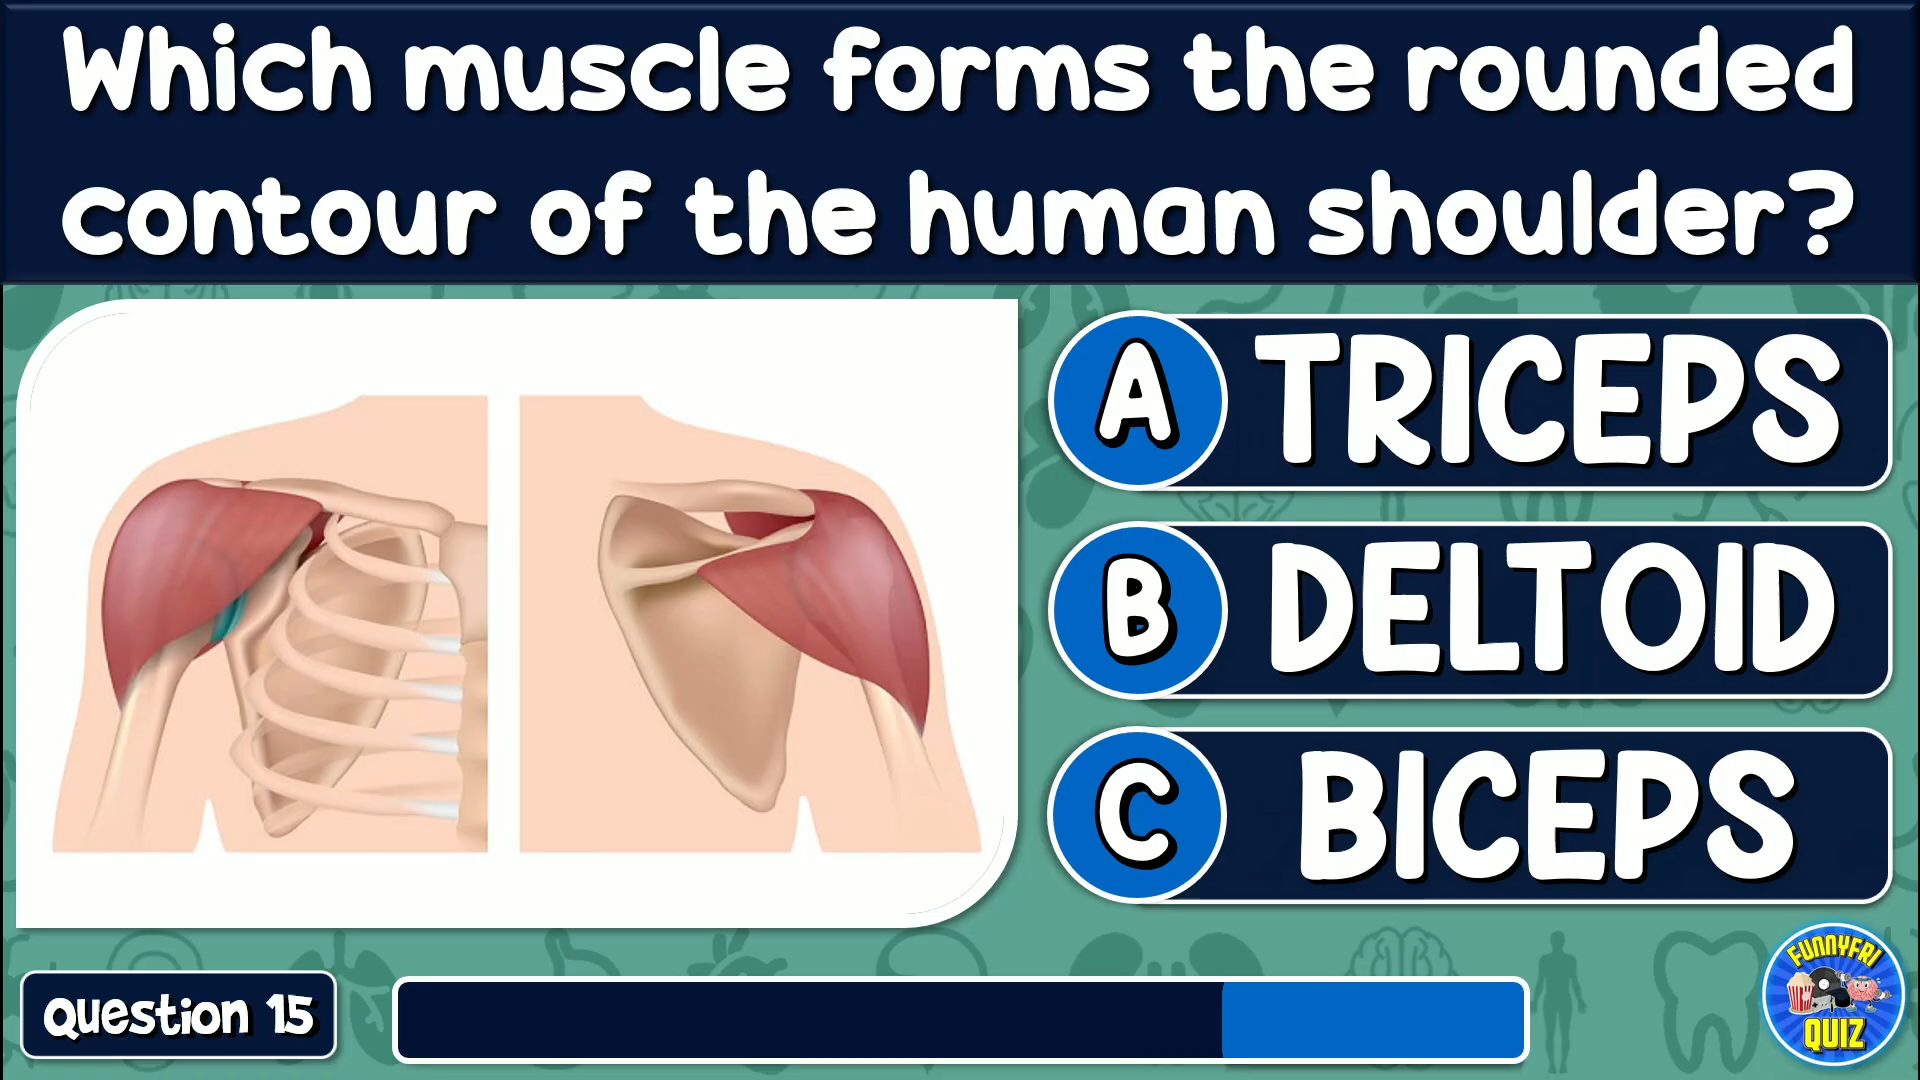 Which muscle forms the rounded
contour of the human shoulder?
A TRICEPS
B DELTOID
C BICEPS
Question 15
FUNNYFRI
QUIZ